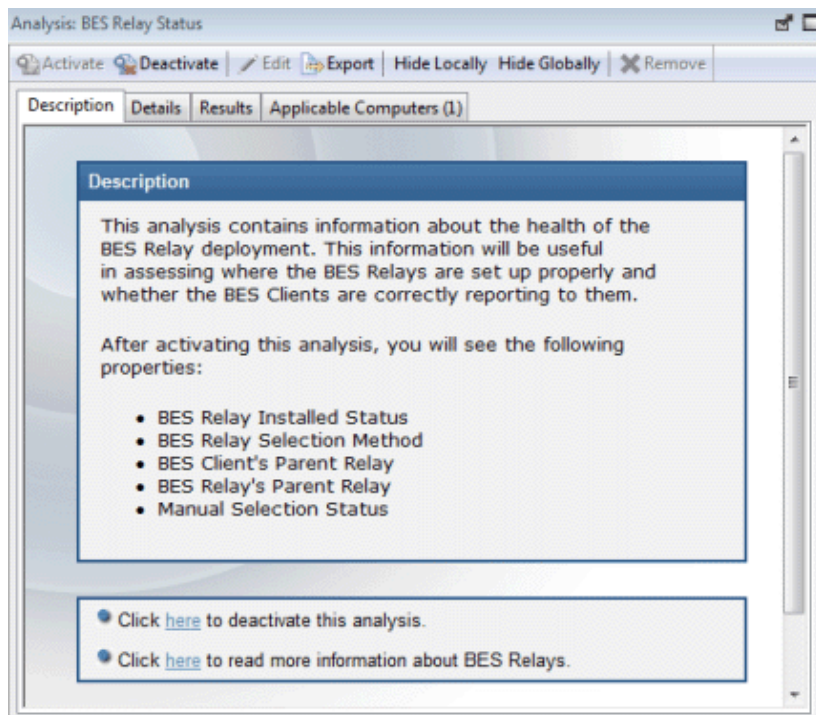 Analysis: BES Relay Status
Activate Deactivate Edit Export Hide Locally Hide Globally Remove
Description Details Results Applicable Computers (1)
Description
This analysis contains information about the health of the
BES Relay deployment. This information will be useful
in assessing where the BES Relays are set up properly and
whether the BES Clients are correctly reporting to them.
After activating this analysis, you will see the following
properties:
• BES Relay Installed Status
• BES Relay Selection Method
• BES Client's Parent Relay
• BES Relay's Parent Relay
• Manual Selection Status
Click here to deactivate this analysis.
Click here to read more information about BES Relays.